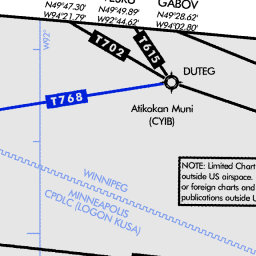 GABOV
N49°47.30'
W94°21.79'
N49°49.89'
W92°44.62'
N49°28.62'
W94°02.80'
T702
T615
DUTEG
W92°
T768
Atikokan Muni
(CYIB)
NOTE: Limited Chart
outside US airspace.
or foreign charts and
publications outside U
WINNIPEG
MINNEAPOLIS
CPDLC (LOGON KUSA)